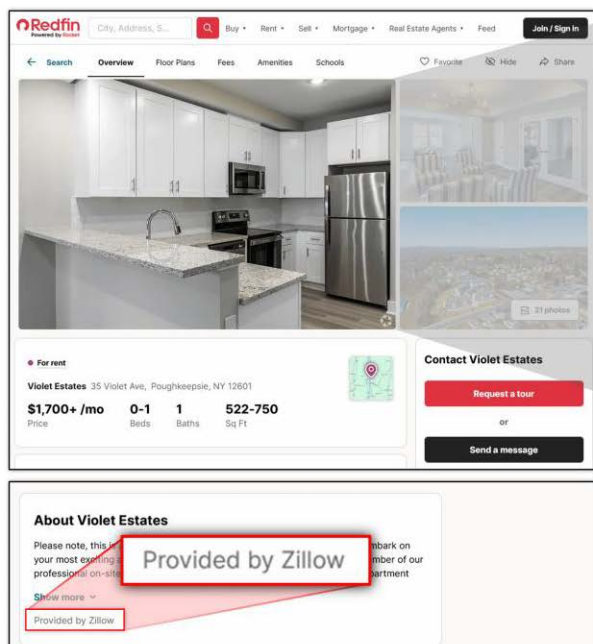 Redfin
Powered by Rocket
City, Address, S...
Buy
Rent
Sell
Mortgage
Real Estate Agents
Feed
Join / Sign in
← Search
Overview
Floor Plans
Fees
Amenities
Schools
Favorite
Hide
Share
21 photos
For rent
Violet Estates 35 Violet Ave, Poughkeepsie, NY 12601
$1,700+ /mo 0-1 1 522-750
Price Beds Baths Sq Ft
Contact Violet Estates
Request a tour
or
Send a message
About Violet Estates
Please note, this is
your most exciting
professional on-site
mbark on
mber of our
partment
Provided by Zillow
Show more
Provided by Zillow